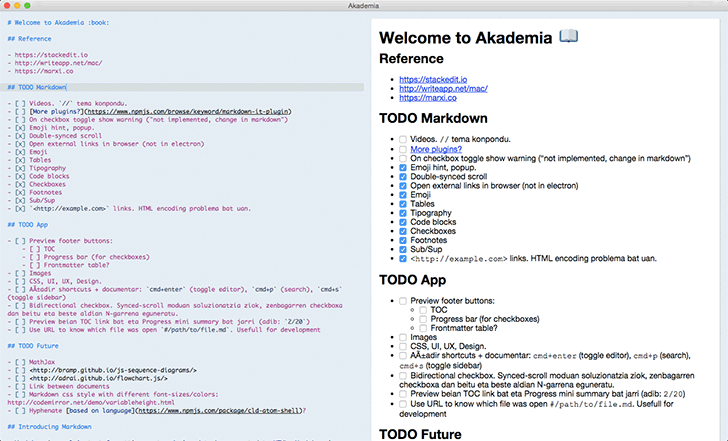 Akademia
# Welcome to Akademia :book:
## Reference
- https://stackedit.io
- http://writeapp.net/mac/
- https://marxi.co
## TODO Markdown
- [ ] Videos. `//` tema konpondu.
- [ ] [More plugins?](https://www.npmjs.com/browse/keyword/markdown-it-plugin)
- [ ] On checkbox toggle show warning ("not implemented, change in markdown")
- [x] Emoji hint, popup.
- [x] Double-synced scroll
- [x] Open external links in browser (not in electron)
- [x] Emoji
- [x] Tables
- [x] Tipography
- [x] Code blocks
- [x] Checkboxes
- [x] Footnotes
- [x] Sub/Sup
- [x] `<http://example.com>` links. HTML encoding problema bat uan.
## TODO App
- [ ] Preview footer buttons:
- [ ] TOC
- [ ] Progress bar (for checkboxes)
- [ ] Frontmatter table?
- [ ] Images
- [ ] CSS, UI, UX, Design.
- [ ] AÃ±adir shortcuts + documentar: `cmd+enter` (toggle editor), `cmd+p` (search), `cmd+s`
(toggle sidebar)
- [ ] Bidirectional checkbox. Synced-scroll moduan soluzionatzia ziok, zenbagarren checkboxa
dan beitu eta beste aldian N-garrena eguneratu.
- [ ] Preview beian TOC link bat eta Progress mini summary bat jarri (adib: `2/20`)
- [ ] Use URL to know which file was open `#/path/to/file.md`. Usefull for development
## TODO Future
- [ ] MathJax
- [ ] <http://bramp.github.io/js-sequence-diagrams/>
- [ ] <http://adrai.github.io/flowchart.js/>
- [ ] Link between documents
- [ ] Markdown css style with different font-sizes/colors:
http://codemirror.net/demo/variableheight.html
- [ ] Hyphenate [based on language](https://www.npmjs.com/package/cld-atom-shell)?
## Introducing Markdown
Welcome to Akademia
Reference
https://stackedit.io
http://writeapp.net/mac/
https://marxi.co
TODO Markdown
Videos. // tema konpondu.
More plugins?
On checkbox toggle show warning ("not implemented, change in markdown")
Emoji hint, popup.
Double-synced scroll
Open external links in browser (not in electron)
Emoji
Tables
Tipography
Code blocks
Checkboxes
Footnotes
Sub/Sup
<http://example.com> links. HTML encoding problema bat uan.
TODO App
Preview footer buttons:
TOC
Progress bar (for checkboxes)
Frontmatter table?
Images
CSS, UI, UX, Design.
AÃ±adir shortcuts + documentar: cmd+enter (toggle editor), cmd+p (search),
cmd+s (toggle sidebar)
Bidirectional checkbox. Synced-scroll moduan soluzionatzia ziok, zenbagarren
checkboxa dan beitu eta beste aldian N-garrena eguneratu.
Preview beian TOC link bat eta Progress mini summary bat jarri (adib: 2/20)
Use URL to know which file was open #/path/to/file.md. Usefull for
development
TODO Future